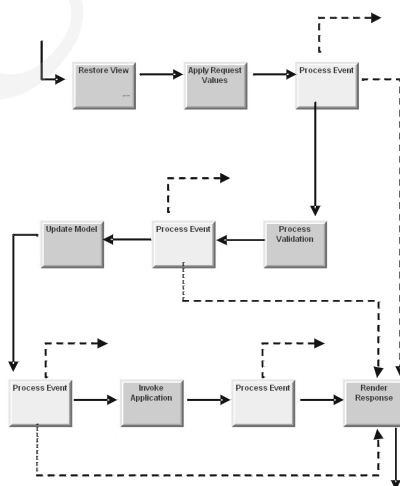 Restore View
...
Apply Request
Values
Process Event
Update Model
Process Event
Process
Validation
Process Event
Invoke
Application
Process Event
Render
Response